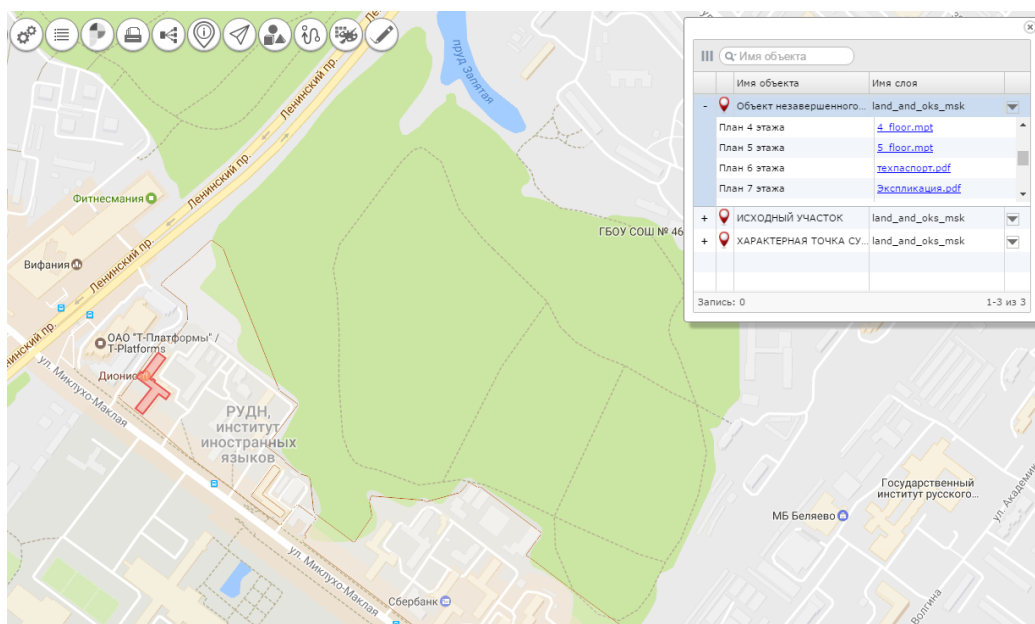 Ленинский пр.
пруд Запятая
Ленинский пр.
Фитнесмания
Ленинский пр.
Вифания
Ленинский пр.
ГБОУ СОШ № 46
ОАО "Т-Платформы" /
T-Platforms
ул. Миклухо-Маклая
РУДН,
институт
иностранных
языков
ул. Миклухо-Маклая
Сбербанк
МБ Беляево
Государственный
институт русского...
ул. Академик
Волгина
Имя объекта
Имя объекта Имя слоя
- Объект незавершенного... land_and_oks_msk
План 4 этажа 4_floor.mpt
План 5 этажа 5_floor.mpt
План 6 этажа техпаспорт.pdf
План 7 этажа Экспликация.pdf
+ ИСХОДНЫЙ УЧАСТОК land_and_oks_msk
+ ХАРАКТЕРНАЯ ТОЧКА СУ... land_and_oks_msk
Запись: 0 1-3 из 3